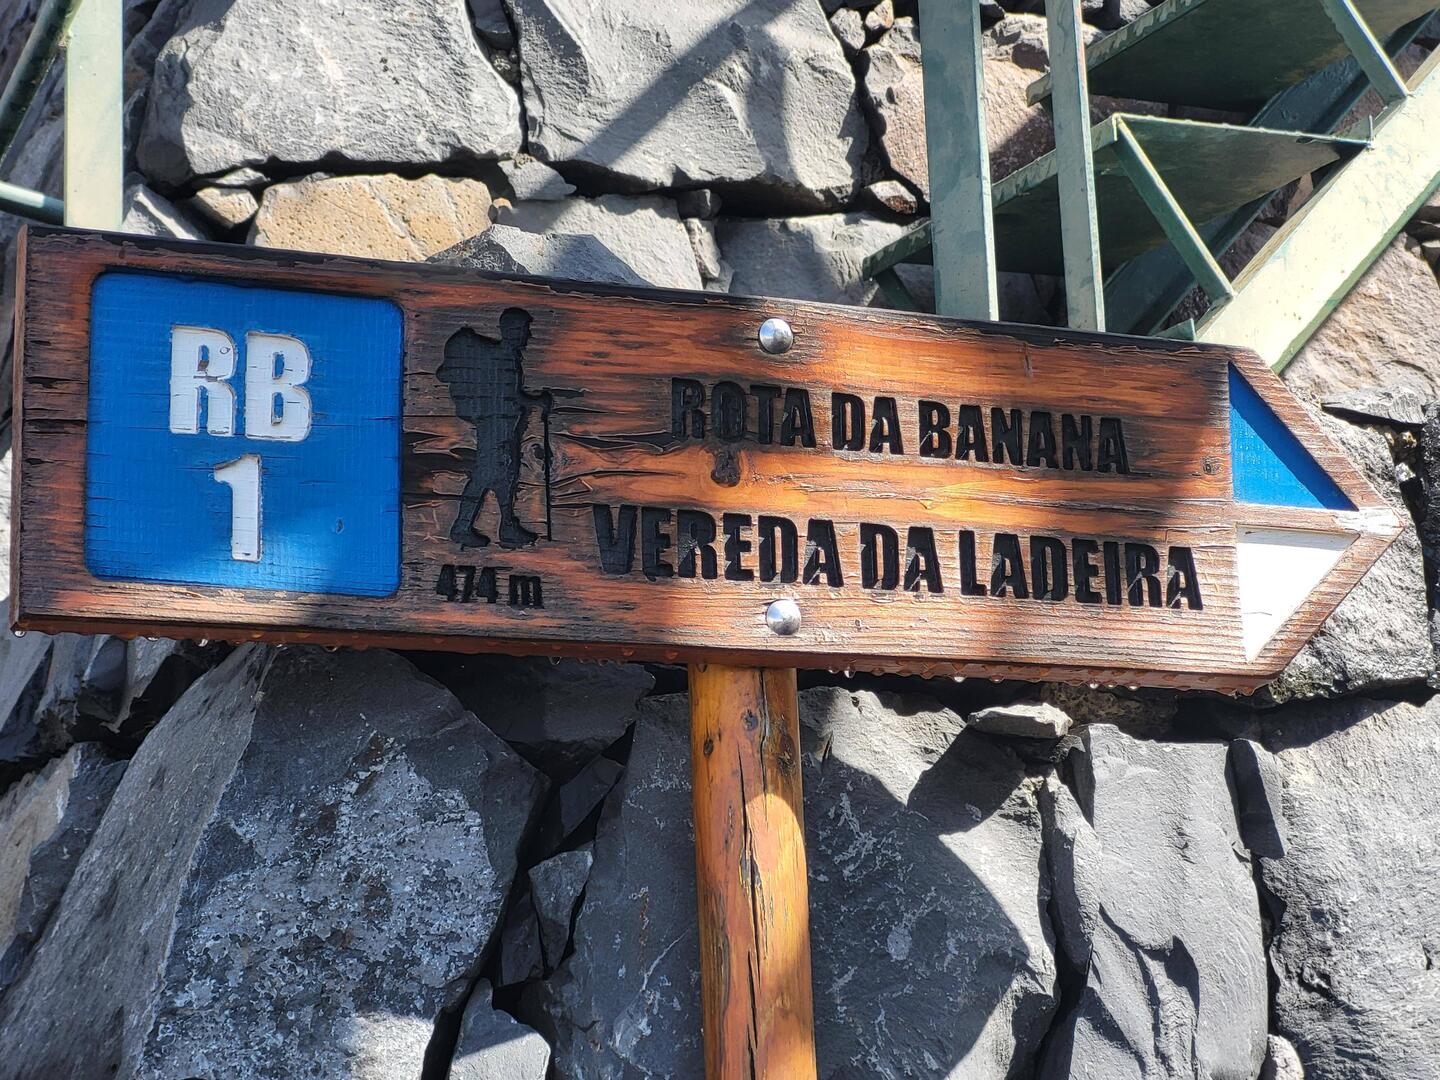 RB
1
474 m
ROTA DA BANANA
VEREDA DA LADEIRA